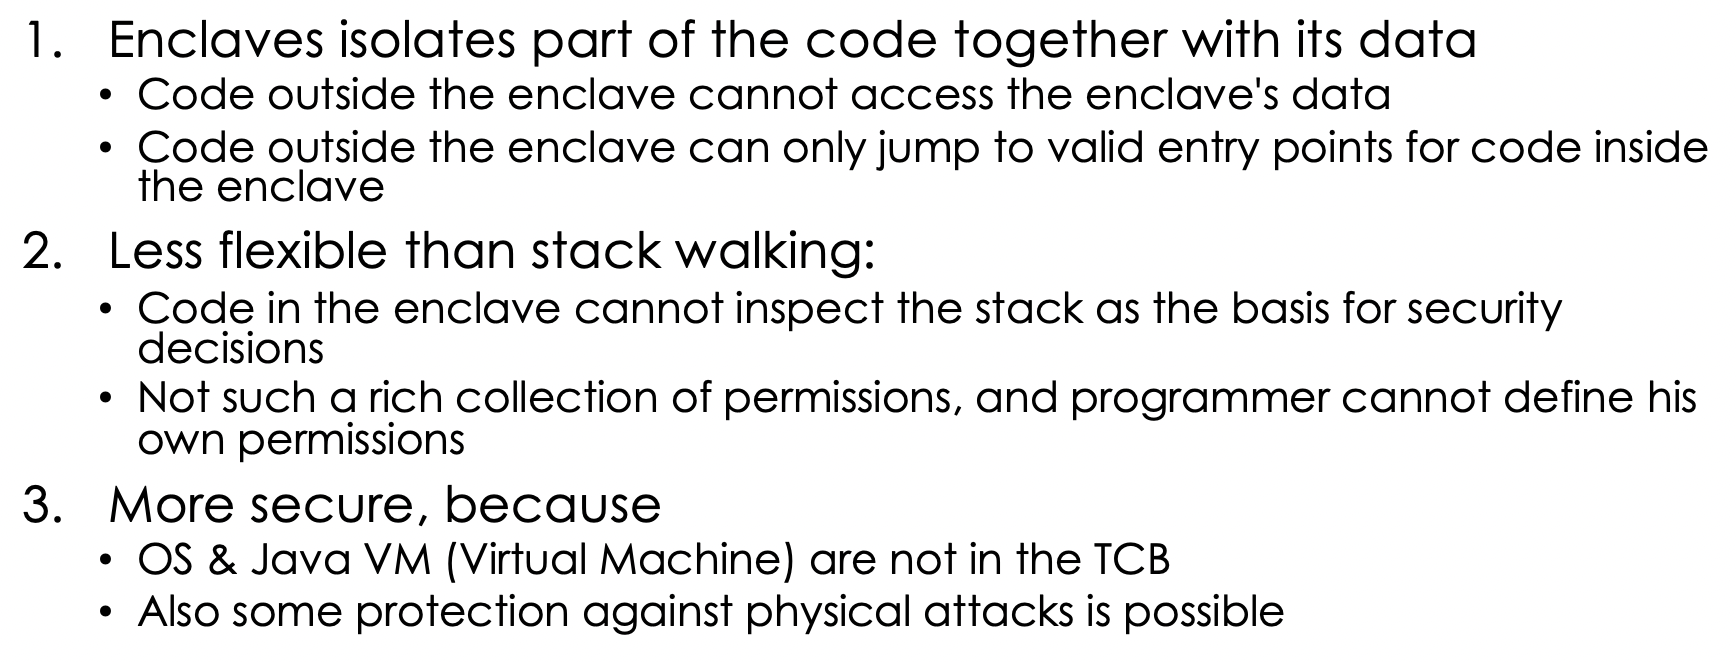 1. Enclaves isolates part of the code together with its data
• Code outside the enclave cannot access the enclave's data
• Code outside the enclave can only jump to valid entry points for code inside
the enclave
2. Less flexible than stack walking:
• Code in the enclave cannot inspect the stack as the basis for security
decisions
• Not such a rich collection of permissions, and programmer cannot define his
own permissions
3. More secure, because
• OS & Java VM (Virtual Machine) are not in the TCB
• Also some protection against physical attacks is possible